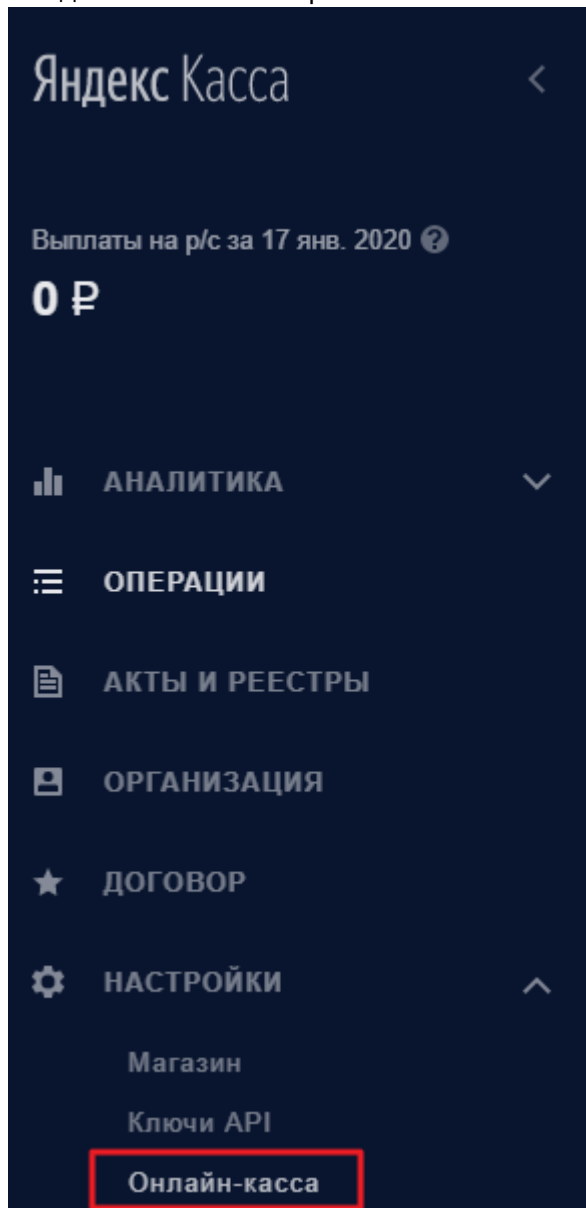 Яндекс Касса
Выплаты на р/с за 17 янв. 2020
0 ₽
АНАЛИТИКА
ОПЕРАЦИИ
АКТЫ И РЕЕСТРЫ
ОРГАНИЗАЦИЯ
ДОГОВОР
НАСТРОЙКИ
Магазин
Ключи API
Онлайн-касса